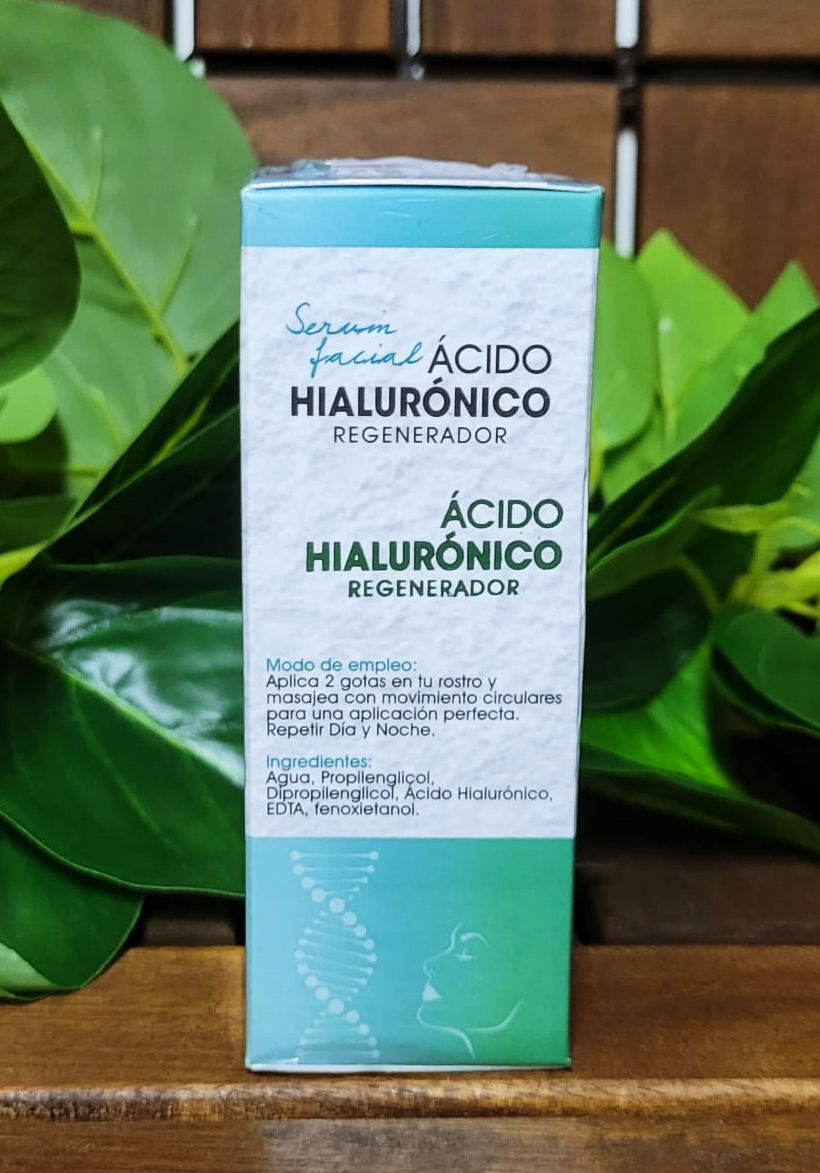 Serum
facial ÁCIDO
HIALURÓNICO
REGENERADOR
ÁCIDO
HIALURÓNICO
REGENERADOR
Modo de empleo:
Aplica 2 gotas en tu rostro y
masajea con movimiento circulares
para una aplicación perfecta.
Repetir Día y Noche.
Ingredientes:
Agua, Propilenglicol,
Dipropilenglicol, Ácido Hialurónico,
EDTA, fenoxietanol.